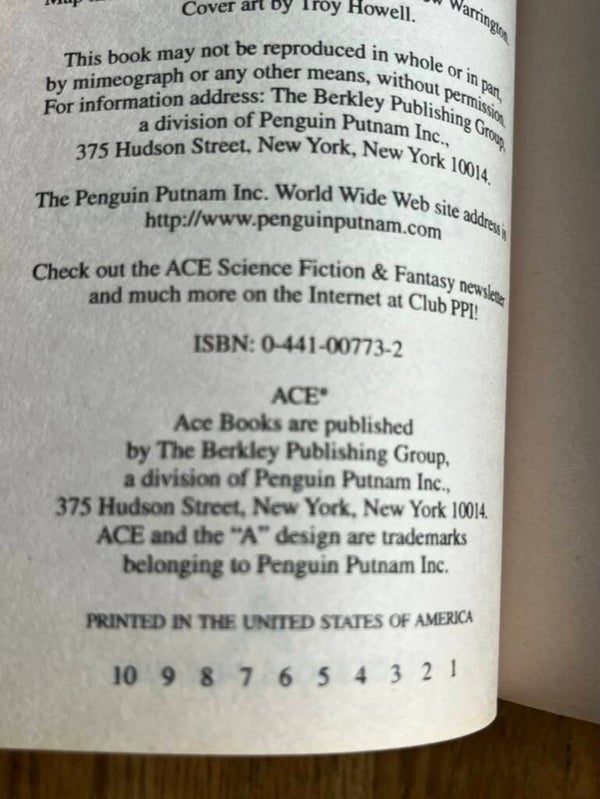 Cover art by Troy Howell.
This book may not be reproduced in whole or in part,
by mimeograph or any other means, without permission.
For information address: The Berkley Publishing Group,
a division of Penguin Putnam Inc.,
375 Hudson Street, New York, New York 10014.
The Penguin Putnam Inc. World Wide Web site address is
http://www.penguinputnam.com
Check out the ACE Science Fiction & Fantasy newsletter
and much more on the Internet at Club PPI!
ISBN: 0-441-00773-2
ACE®
Ace Books are published
by The Berkley Publishing Group,
a division of Penguin Putnam Inc.,
375 Hudson Street, New York, New York 10014.
ACE and the "A" design are trademarks
belonging to Penguin Putnam Inc.
PRINTED IN THE UNITED STATES OF AMERICA
10 9 8 7 6 5 4 3 2 1